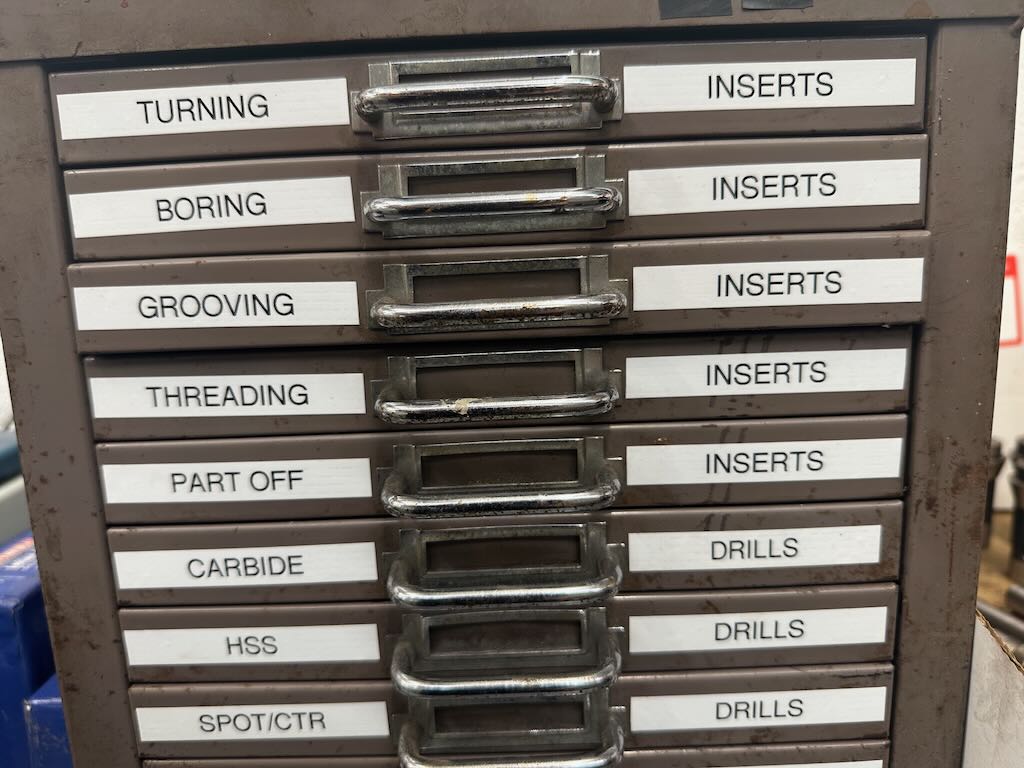 TURNING INSERTS
BORING INSERTS
GROOVING INSERTS
THREADING INSERTS
PART OFF INSERTS
CARBIDE DRILLS
HSS DRILLS
SPOT/CTR DRILLS